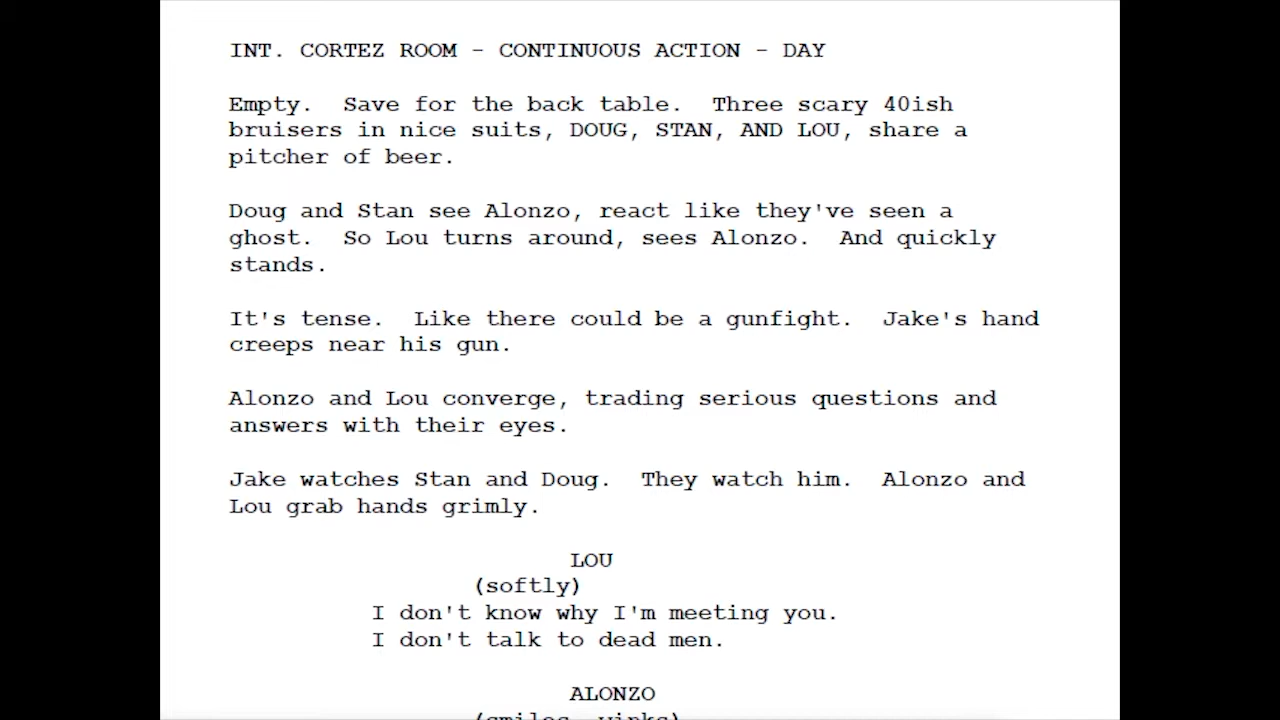 INT. CORTEZ ROOM - CONTINUOUS ACTION - DAY
Empty.  Save for the back table.  Three scary 40ish
bruisers in nice suits, DOUG, STAN, AND LOU, share a
pitcher of beer.
Doug and Stan see Alonzo, react like they've seen a
ghost.  So Lou turns around, sees Alonzo.  And quickly
stands.
It's tense.  Like there could be a gunfight.  Jake's hand
creeps near his gun.
Alonzo and Lou converge, trading serious questions and
answers with their eyes.
Jake watches Stan and Doug.  They watch him.  Alonzo and
Lou grab hands grimly.
LOU
(softly)
I don't know why I'm meeting you.
I don't talk to dead men.
ALONZO
(smiles, winks)